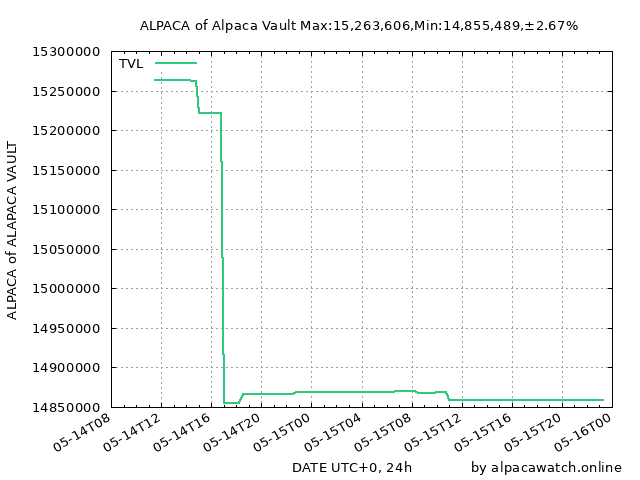 ALPACA of Alpaca Vault Max:15,263,606,Min:14,855,489,±2.67%
TVL
15300000
15250000
15200000
15150000
15100000
15050000
15000000
14950000
14900000
14850000
ALPACA of ALAPACA VAULT
05-14T08
05-14T12
05-14T16
05-14T20
05-15T00
05-15T04
05-15T08
05-15T12
05-15T16
05-15T20
05-16T00
DATE UTC+0, 24h
by alpacawatch.online